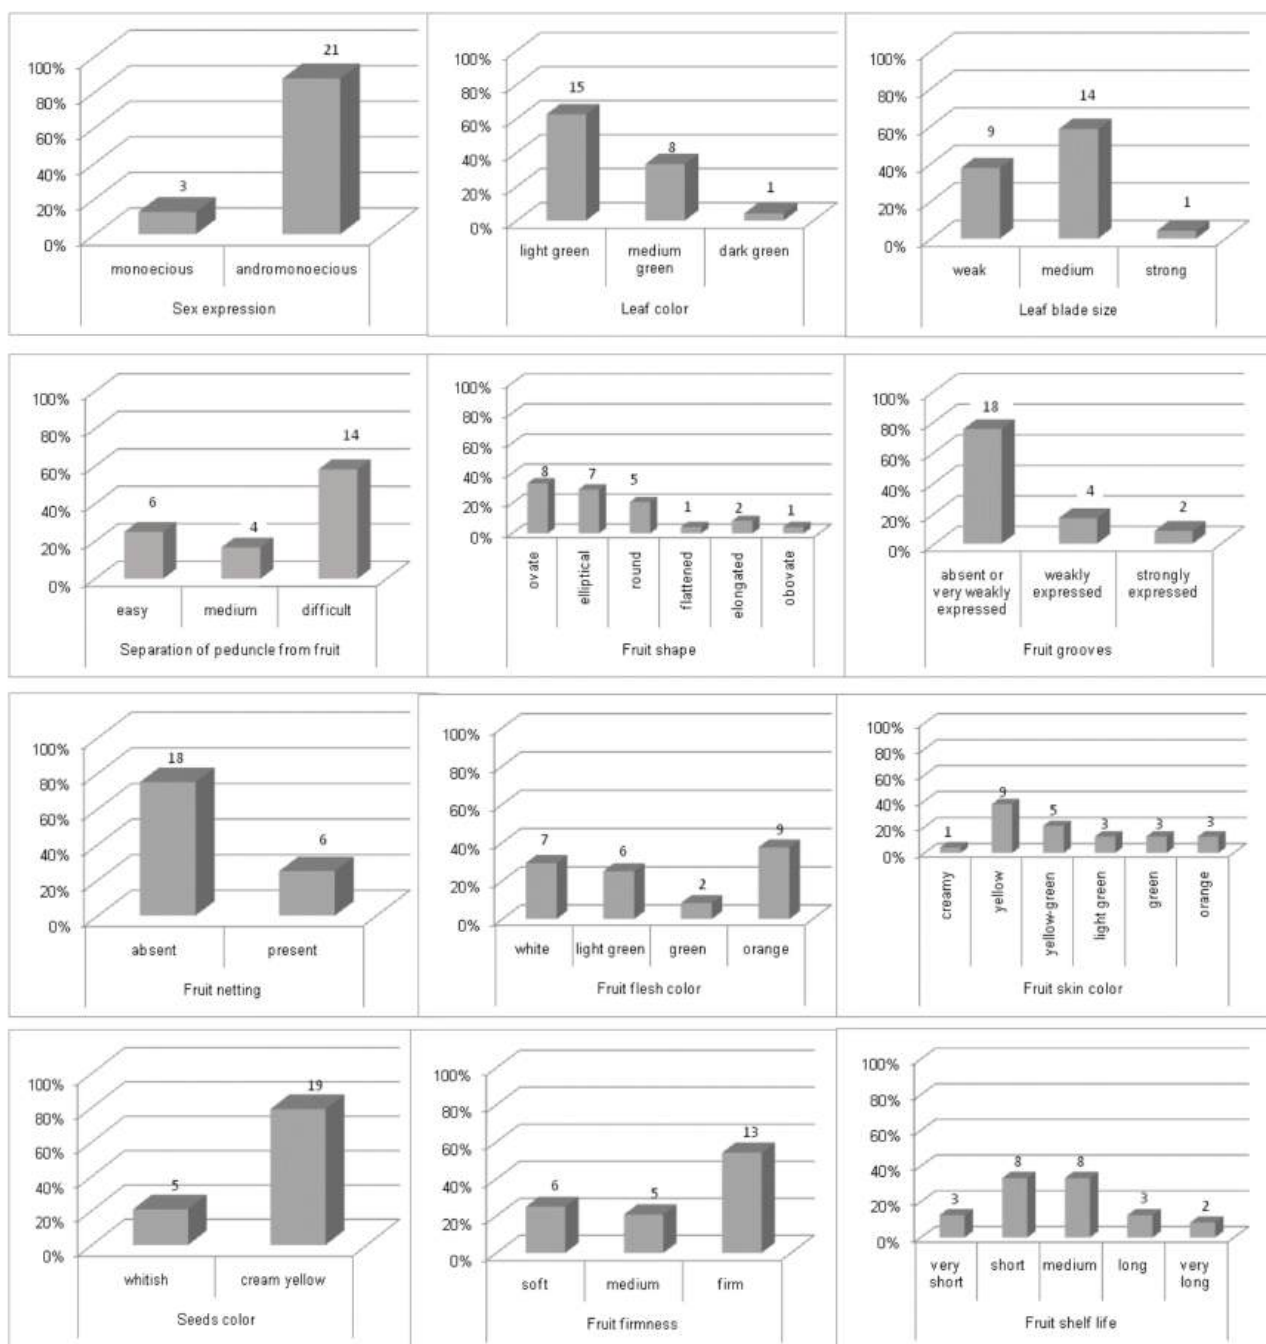 21
100%
80%
60%
40%
20%
0%
3
monoecious
andromonoecious
Sex expression
100%
80%
60%
40%
20%
0%
15
8
1
light green
medium
green
dark green
Leaf color
100%
80%
60%
40%
20%
0%
9
14
1
weak
medium
strong
Leaf blade size
100%
80%
60%
40%
20%
0%
6
4
14
easy
medium
difficult
Separation of peduncle from fruit
100%
80%
60%
40%
20%
0%
8
7
5
1
2
1
ovate
elliptical
round
flattened
elongated
obovate
Fruit shape
100%
80%
60%
40%
20%
0%
18
4
2
absent or
very weakly
expressed
weakly
expressed
strongly
expressed
Fruit grooves
100%
80%
60%
40%
20%
0%
18
6
absent
present
Fruit netting
100%
80%
60%
40%
20%
0%
7
6
2
9
white
light green
green
orange
Fruit flesh color
100%
80%
60%
40%
20%
0%
1
9
5
3
3
3
creamy
yellow
yellow-green
light green
green
orange
Fruit skin color
100%
80%
60%
40%
20%
0%
5
19
whitish
cream yellow
Seeds color
100%
80%
60%
40%
20%
0%
6
5
13
soft
medium
firm
Fruit firmness
100%
80%
60%
40%
20%
0%
3
8
8
3
2
very
short
short
medium
long
very
long
Fruit shelf life